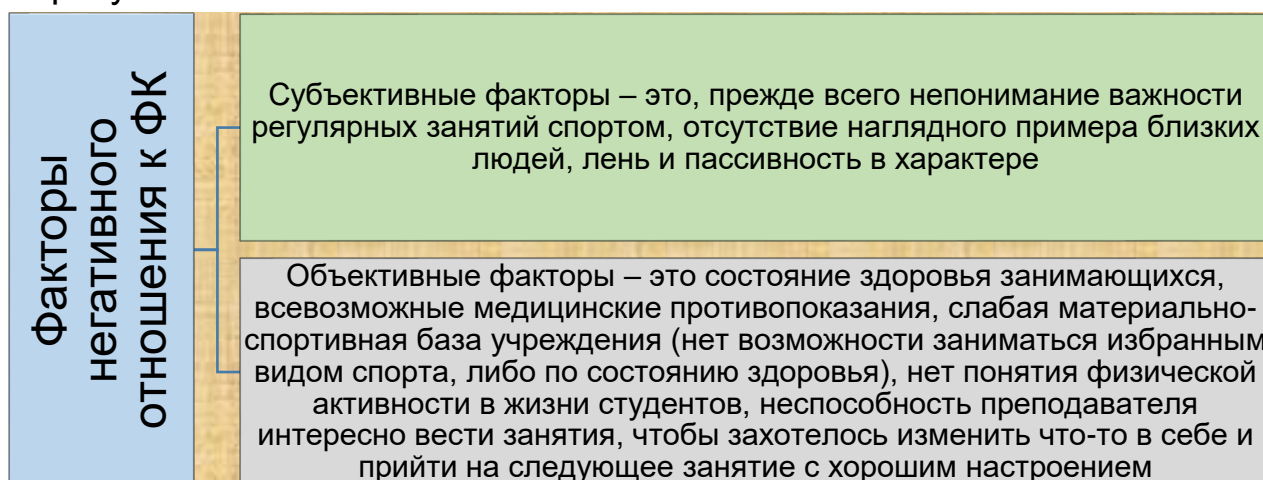 Факторы
негативного
отношения к ФК
Субъективные факторы – это, прежде всего непонимание важности
регулярных занятий спортом, отсутствие наглядного примера близких
людей, лень и пассивность в характере
Объективные факторы – это состояние здоровья занимающихся,
всевозможные медицинские противопоказания, слабая материально-
спортивная база учреждения (нет возможности заниматься избранным
видом спорта, либо по состоянию здоровья), нет понятия физической
активности в жизни студентов, неспособность преподавателя
интересно вести занятия, чтобы захотелось изменить что-то в себе и
прийти на следующее занятие с хорошим настроением